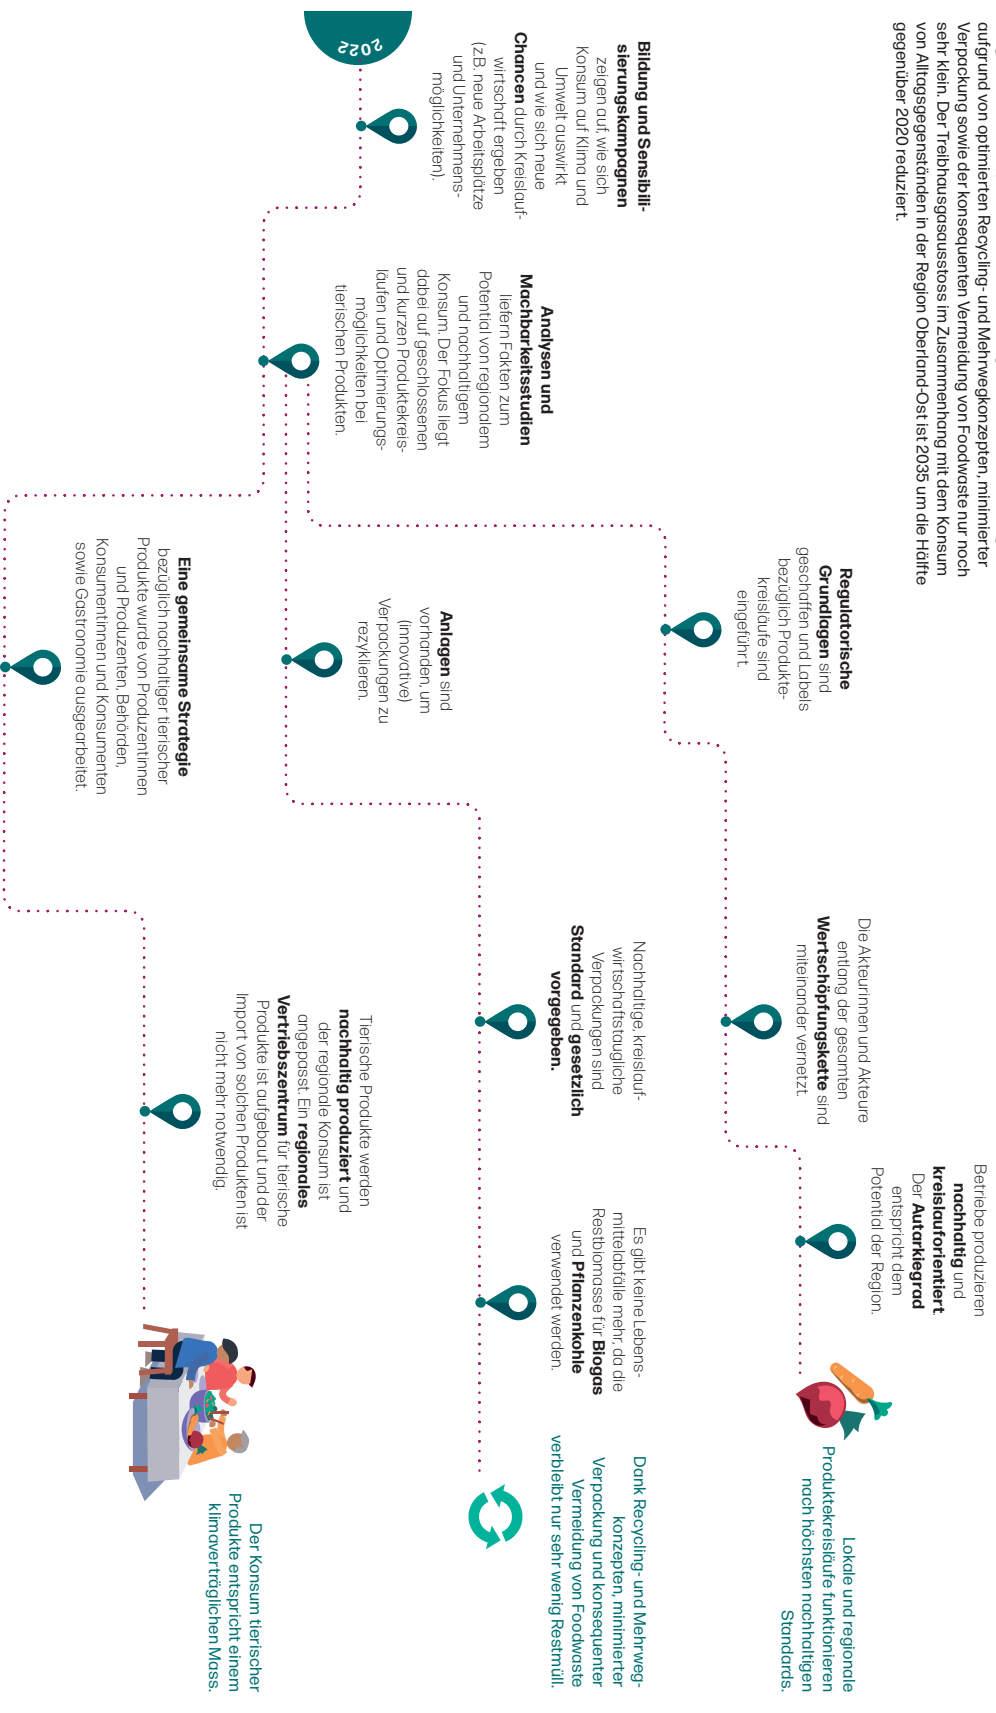 aufgrund von optimierten Recycling- und Mehrwegkonzepten, minimierter
Verpackung sowie der konsequenten Vermeidung von Foodwaste nur noch
sehr klein. Der Treibhausgasausstoss im Zusammenhang mit dem Konsum
von Alltagsgegenständen in der Region Oberland-Ost ist 2035 um die Hälfte
gegenüber 2020 reduziert.
2022
Bildung und Sensibili-
sierungskampagnen
zeigen auf, wie sich
Konsum auf Klima und
Umwelt auswirkt
und wie sich neue
Chancen durch Kreislauf-
wirtschaft ergeben
(z.B. neue Arbeitsplätze
und Unternehmens-
möglichkeiten).
Analysen und
Machbarkeitsstudien
liefern Fakten zum
Potential von regionalem
und nachhaltigem
Konsum. Der Fokus liegt
dabei auf geschlossenen
und kurzen Produktekreis-
läufen und Optimierungs-
möglichkeiten bei
tierischen Produkten.
Regulatorische
Grundlagen sind
geschaffen und Labels
bezüglich Produkte-
kreisläufe sind
eingeführt.
Anlagen sind
vorhanden, um
(innovative)
Verpackungen zu
rezyklieren.
Eine gemeinsame Strategie
bezüglich nachhaltiger tierischer
Produkte wurde von Produzentinnen
und Produzenten, Behörden,
Konsumentinnen und Konsumenten
sowie Gastronomie ausgearbeitet.
Die Akteurinnen und Akteure
entlang der gesamten
Wertschöpfungskette sind
miteinander vernetzt.
Nachhaltige, kreislauf-
wirtschaftstaugliche
Verpackungen sind
Standard und gesetzlich
vorgegeben.
Tierische Produkte werden
nachhaltig produziert und
der regionale Konsum ist
angepasst. Ein regionales
Vertriebszentrum für tierische
Produkte ist aufgebaut und der
Import von solchen Produkten ist
nicht mehr notwendig.
Betriebe produzieren
nachhaltig und
kreislauforientiert.
Der Autarkiegrad
entspricht dem
Potential der Region.
Es gibt keine Lebens-
mittelabfälle mehr, da die
Restbiomasse für Biogas
und Pflanzenkohle
verwendet werden.
Lokale und regionale
Produktekreisläufe funktionieren
nach höchsten nachhaltigen
Standards.
Dank Recycling- und Mehrweg-
konzepten, minimierter
Verpackung und konsequenter
Vermeidung von Foodwaste
verbleibt nur sehr wenig Restmüll.
Der Konsum tierischer
Produkte entspricht einem
klimaverträglichen Mass.